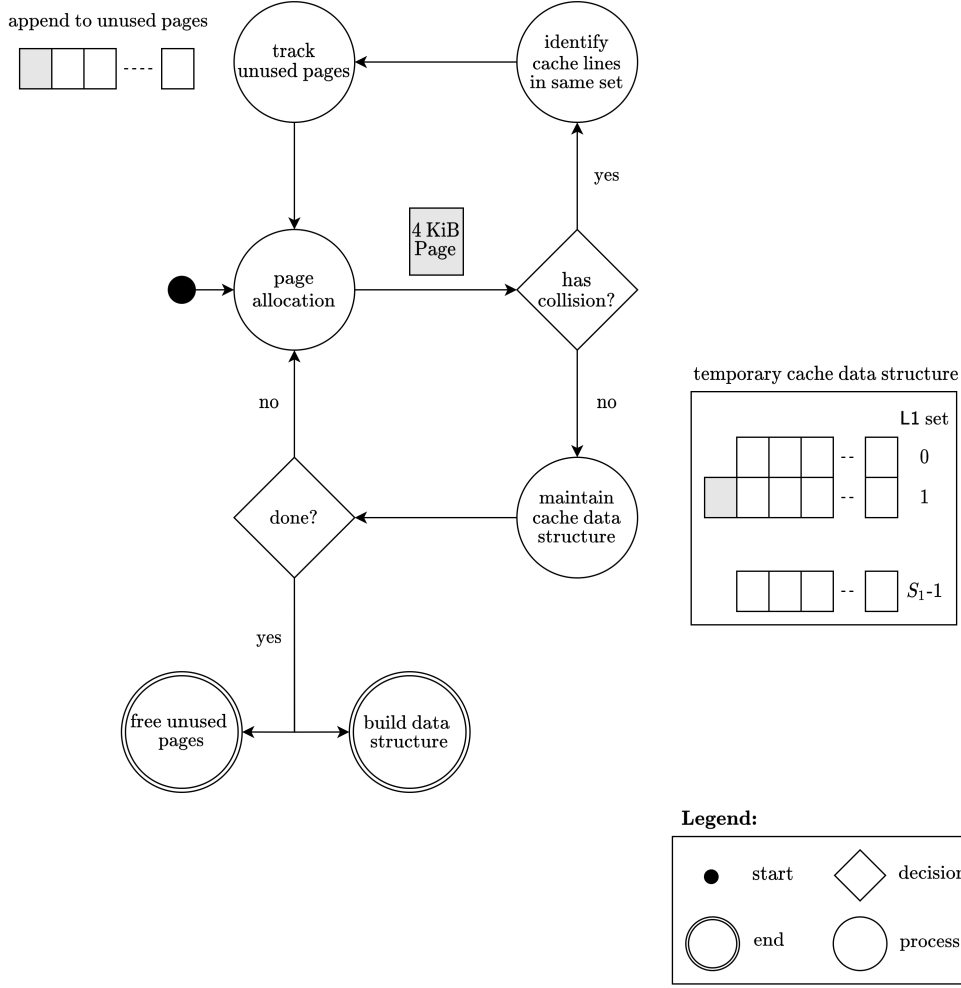 append to unused pages
track
unused pages
identify
cache lines
in same set
yes
4 KiB
Page
page
allocation
has
collision?
no
no
temporary cache data structure
L1 set
0
1
S₁-1
done?
maintain
cache data
structure
yes
free unused
pages
build data
structure
Legend:
start
decision
end
process